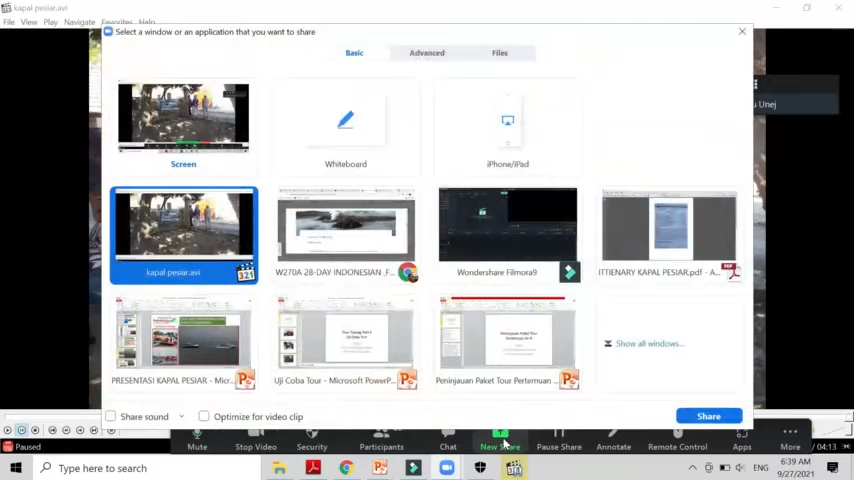 kapal pesiar.avi
File View Play Navigate Favorites Help
Select a window or an application that you want to share
Basic Advanced Files
Screen Whiteboard iPhone/iPad
u Unej
kapal pesiar.avi W270A 28-DAY INDONESIAN ,F... Wondershare Filmora9 ITTIENARY KAPAL PESIAR.pdf - A...
PRESENTASI KAPAL PESIAR - Micr... Uji Coba Tour - Microsoft PowerP... Peninjauan Paket Tour Pertemuan ...
Show all windows...
Share sound Optimize for video clip Share
Mute Stop Video Security Participants Chat New Share Pause Share Annotate Remote Control Apps More
Paused / 04:13
Type here to search
ENG 6:39 AM
9/27/2021